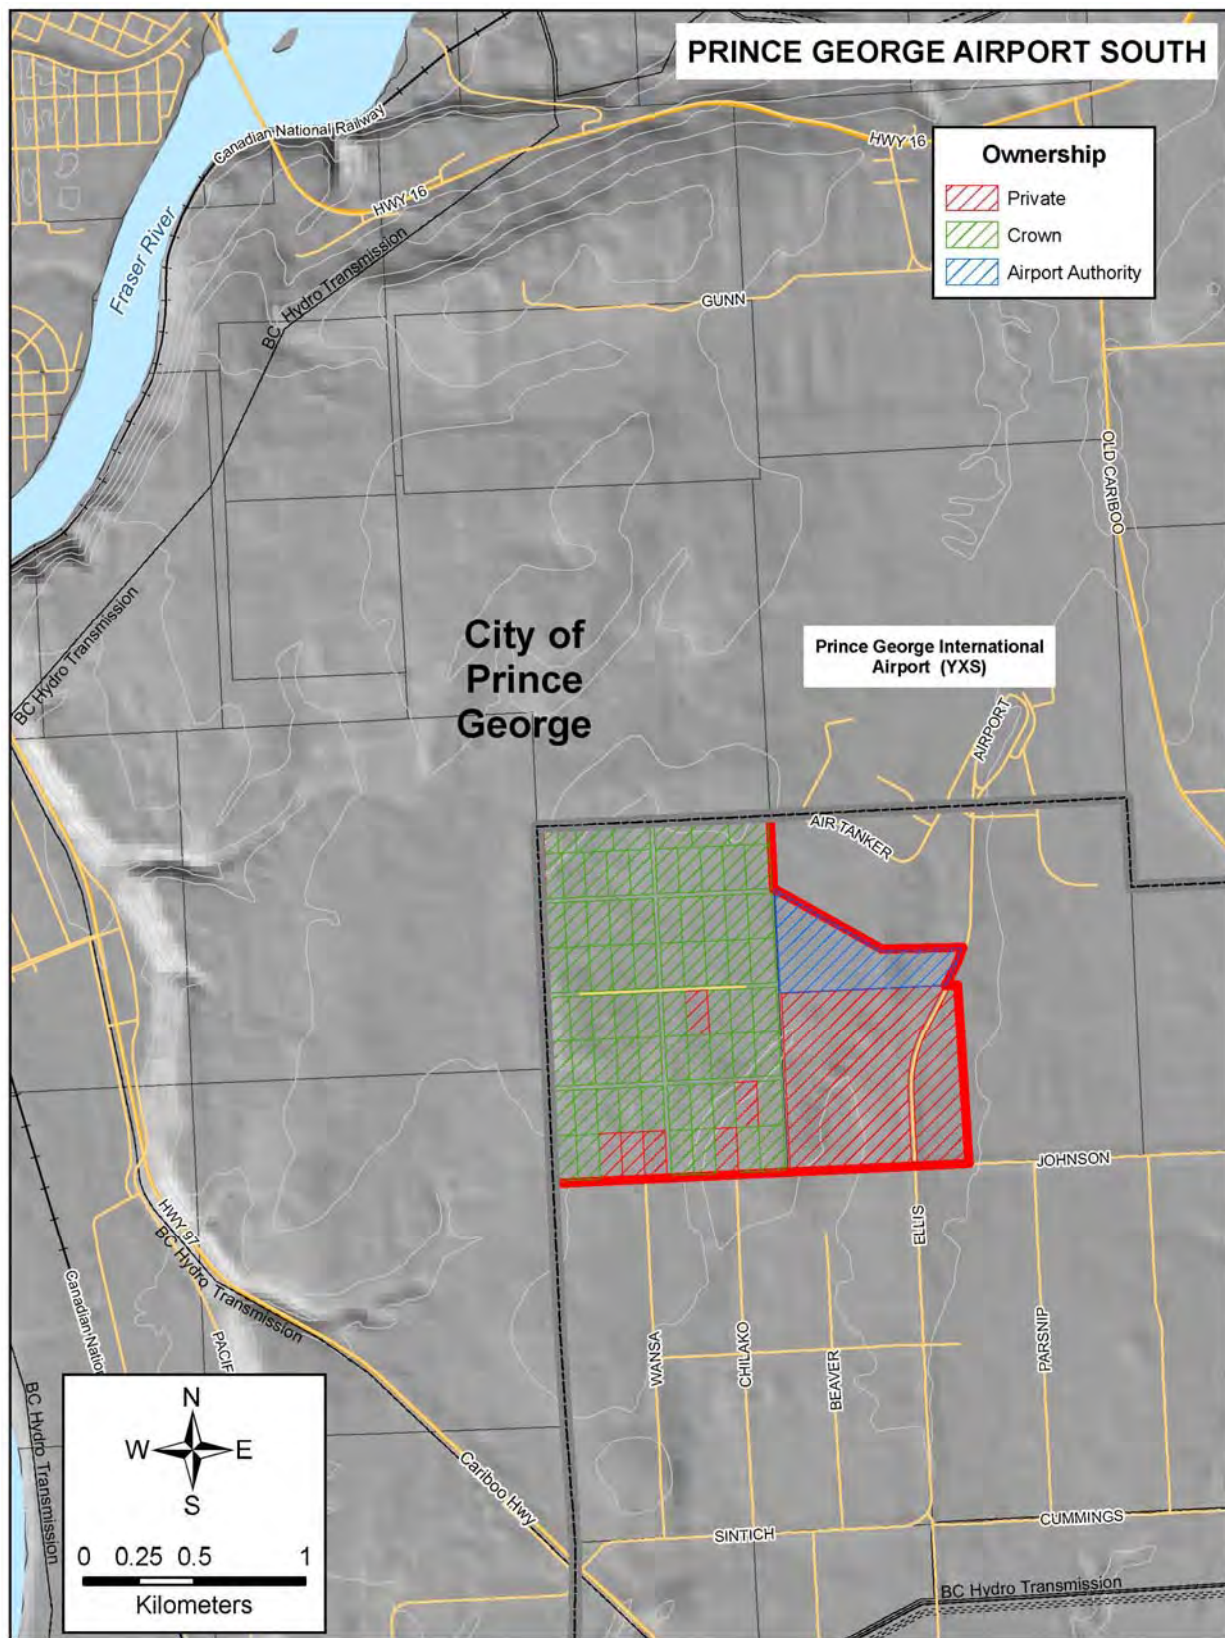 PRINCE GEORGE AIRPORT SOUTH
Canadian National Railway
HWY 16
HWY 16
Ownership
Private
Crown
Airport Authority
Fraser River
BC Hydro Transmission
GUNN
OLD CARIBOO
BC Hydro Transmission
City of
Prince
George
Prince George International
Airport (YXS)
AIRPORT
AIR TANKER
JOHNSON
HWY 97
BC Hydro Transmission
ELLIS
Canadian Nation
PACIF
WANSA
CHILAKO
BEAVER
PARSNIP
BC Hydro Transmission
N
W
E
S
Cariboo Hwy
SINTICH
CUMMINGS
0 0.25 0.5 1
Kilometers
BC Hydro Transmission